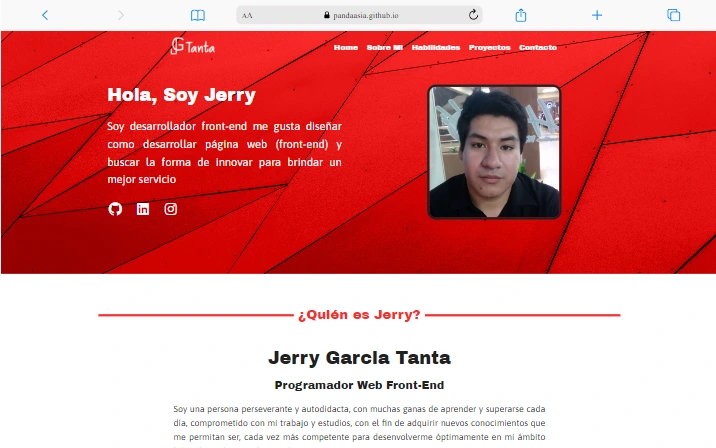 AA pandaasia.github.io
JG Tanta
Home Sobre Mí Habilidades Proyectos Contacto
Hola, Soy Jerry
Soy desarrollador front-end me gusta diseñar
como desarrollar página web (front-end) y
buscar la forma de innovar para brindar un
mejor servicio
¿Quién es Jerry?
Jerry Garcia Tanta
Programador Web Front-End
Soy una persona perseverante y autodidacta, con muchas ganas de aprender y superarse cada
día, comprometido con mi trabajo y estudios, con el fin de adquirir nuevos conocimientos que
me permitan ser, cada vez más competente para desenvolverme óptimamente en mi ámbito